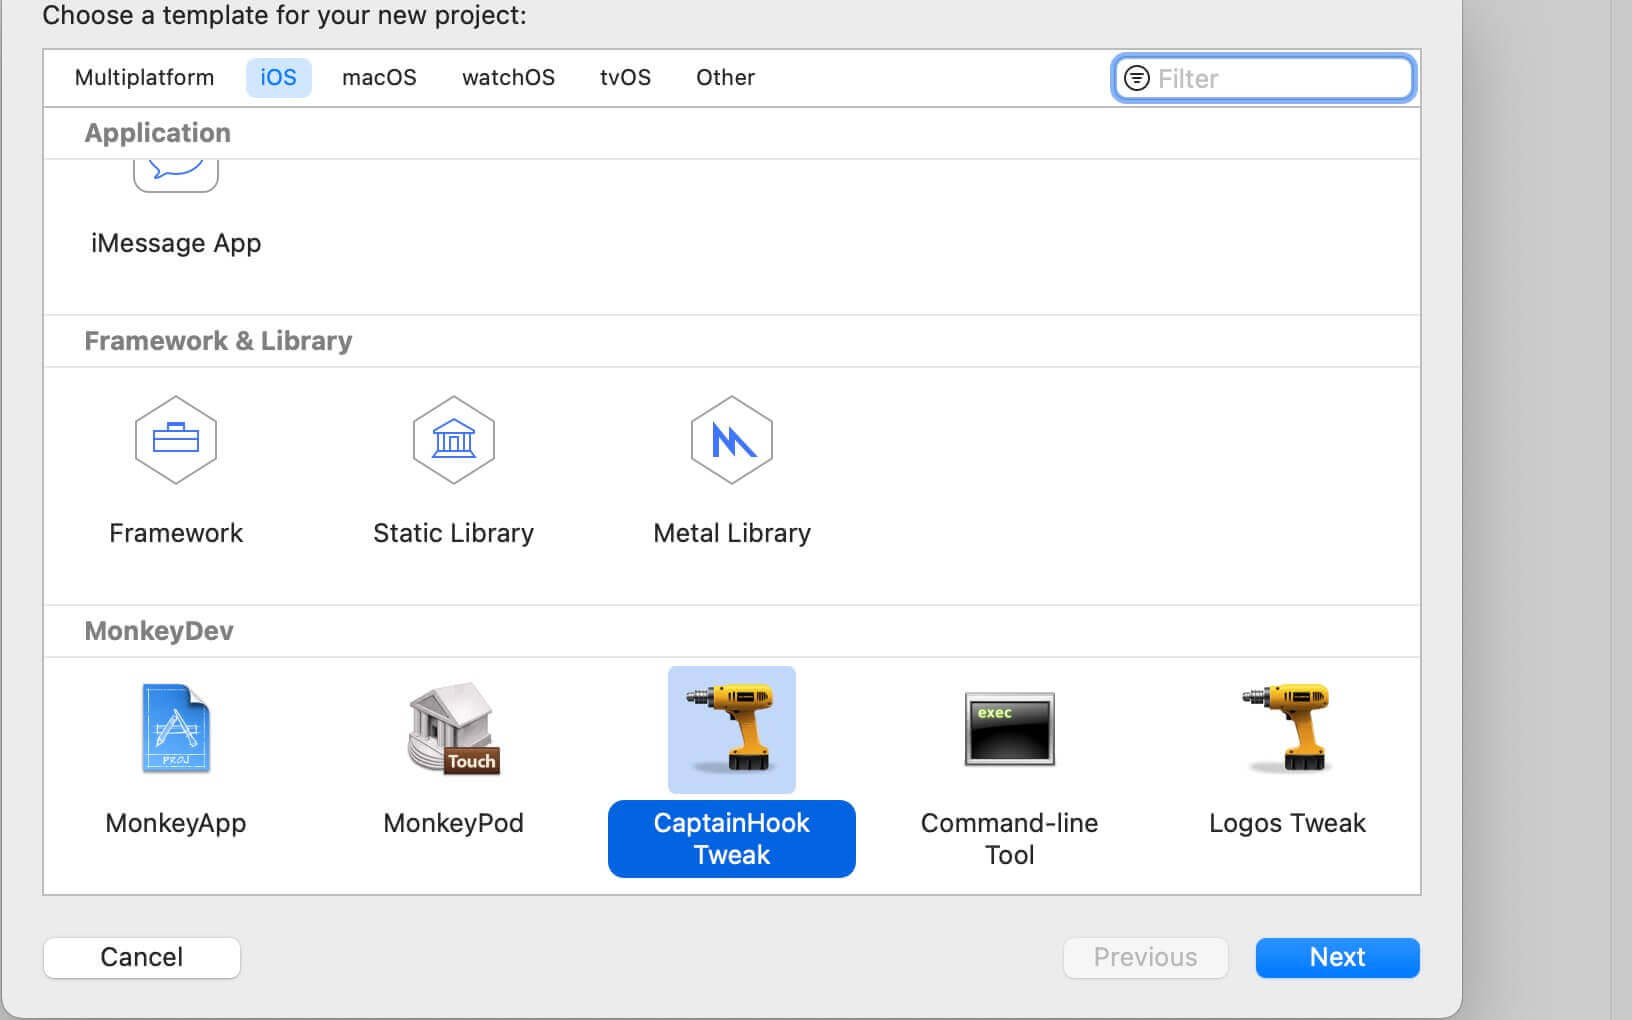 Choose a template for your new project:
Multiplatform iOS macOS watchOS tvOS Other Filter
Application
iMessage App
Framework & Library
Framework Static Library Metal Library
MonkeyDev
PROJ Touch exec
MonkeyApp MonkeyPod CaptainHook Tweak Command-line Tool Logos Tweak
Cancel Previous Next